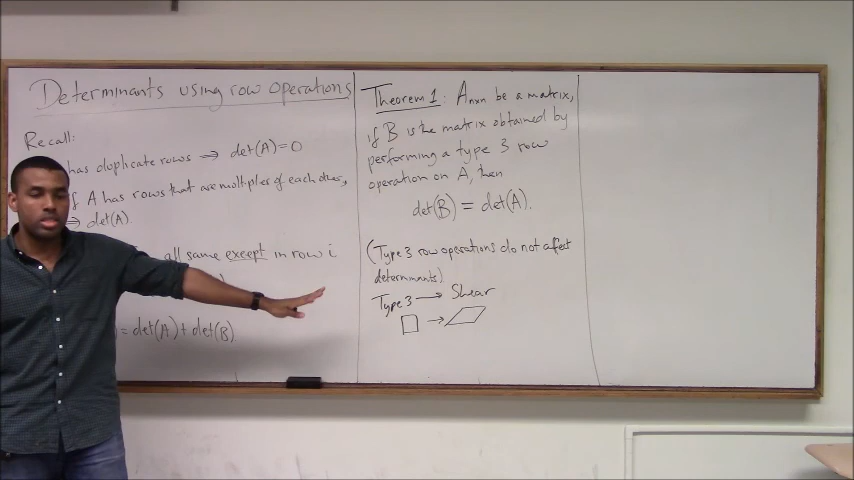 Determinants using row operations
Recall:
has duplicate rows ⇒ det(A)=0
if A has rows that are multiples of each other,
⇒ det(A)
all same except in row i
= det(A) + det(B)
Theorem 1: Anxn be a matrix,
if B is the matrix obtained by
performing a type 3 row
operation on A, then
det(B) = det(A).
(Type 3 row operations do not affect
determinants)
Type 3 → Shear
→